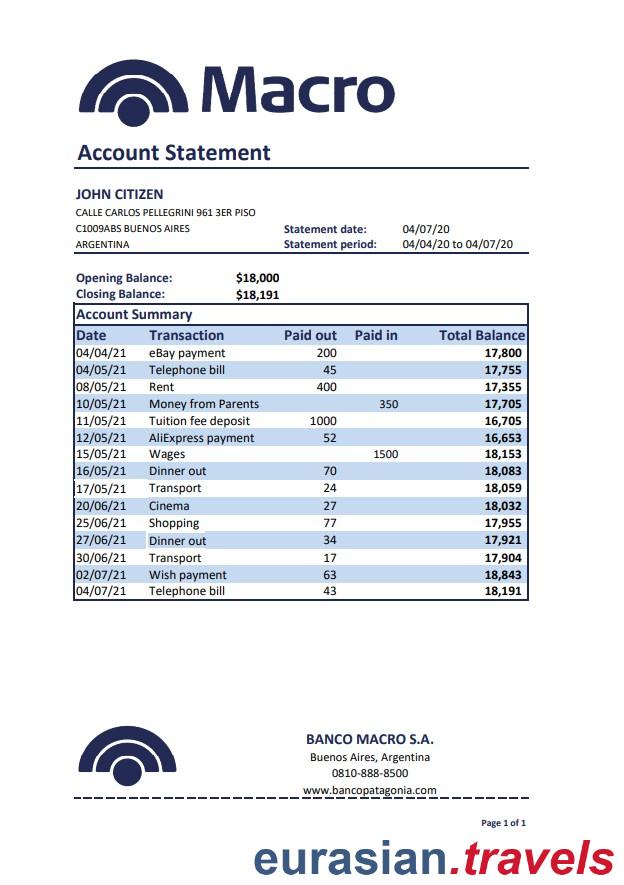 Macro
Account Statement
JOHN CITIZEN
CALLE CARLOS PELLEGRINI 961 3ER PISO
C1009ABS BUENOS AIRES Statement date: 04/07/20
ARGENTINA Statement period: 04/04/20 to 04/07/20
Opening Balance: $18,000
Closing Balance: $18,191
Account Summary
Date Transaction Paid out Paid in Total Balance
04/04/21 eBay payment 200 17,800
04/05/21 Telephone bill 45 17,755
08/05/21 Rent 400 17,355
10/05/21 Money from Parents 350 17,705
11/05/21 Tuition fee deposit 1000 16,705
12/05/21 AliExpress payment 52 16,653
15/05/21 Wages 1500 18,153
16/05/21 Dinner out 70 18,083
17/05/21 Transport 24 18,059
20/06/21 Cinema 27 18,032
25/06/21 Shopping 77 17,955
27/06/21 Dinner out 34 17,921
30/06/21 Transport 17 17,904
02/07/21 Wish payment 63 18,843
04/07/21 Telephone bill 43 18,191
BANCO MACRO S.A.
Buenos Aires, Argentina
0810-888-8500
www.bancopatagonia.com
Page 1 of 1
eurasian.travels